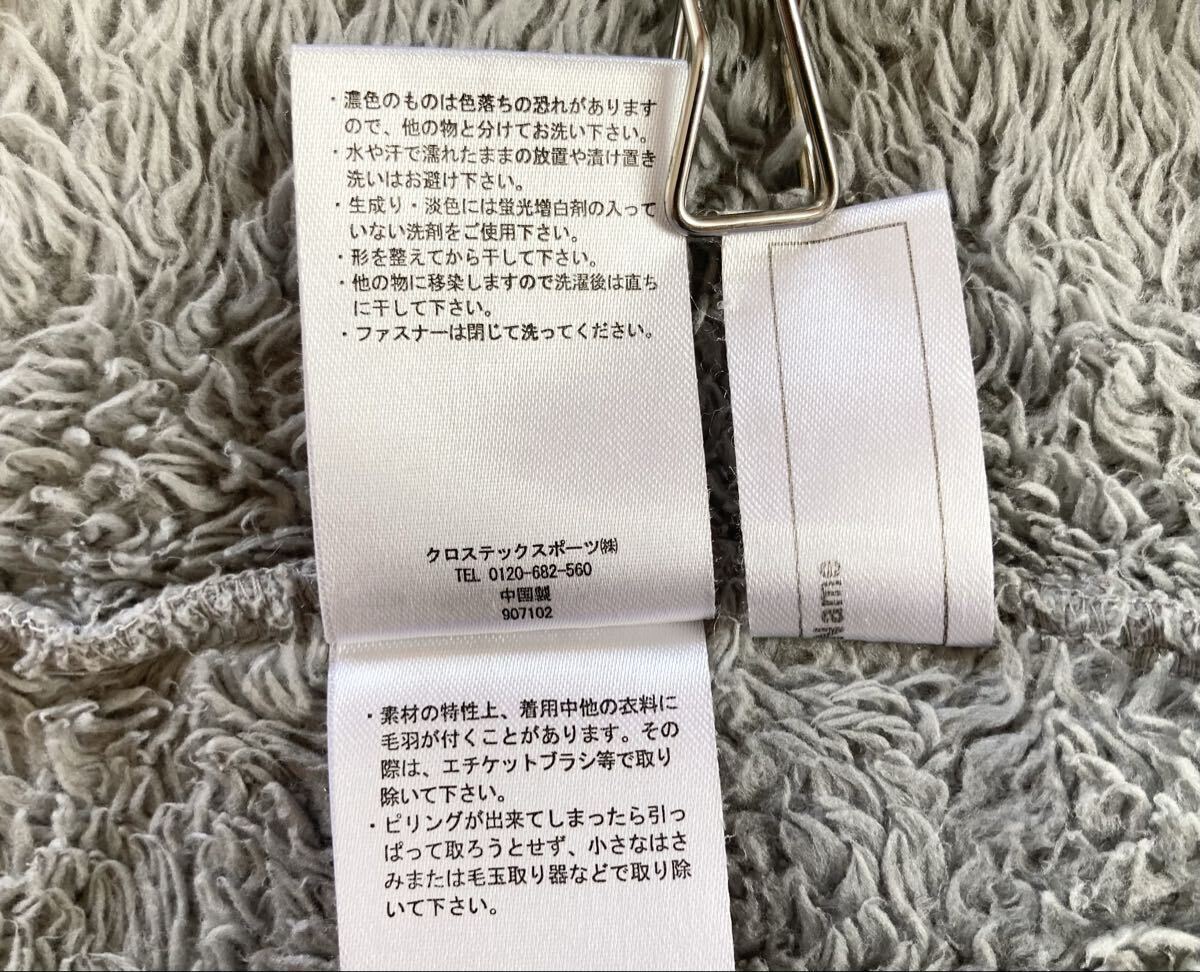 ・濃色のものは色落ちの恐れがあります
ので、他の物と分けてお洗い下さい。
・水や汗で濡れたままの放置や漬け置き
洗いはお避け下さい。
・生成り・淡色には蛍光増白剤の入って
いない洗剤をご使用下さい。
・形を整えてから干して下さい。
・他の物に移染しますので洗濯後は直ち
に干して下さい。
・ファスナーは閉じて洗ってください。
クロステックスポーツ㈱
TEL 0120-682-560
中国製
907102
・素材の特性上、着用中他の衣料に
毛羽が付くことがあります。その
際は、エチケットブラシ等で取り
除いて下さい。
・ピリングが出来てしまったら引っ
ぱって取ろうとせず、小さなはさ
みまたは毛玉取り器などで取り除
いて下さい。